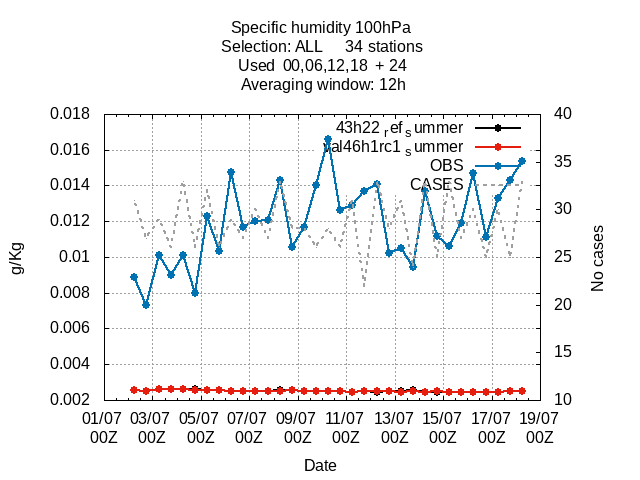 Specific humidity 100hPa
Selection: ALL 34 stations
Used 00,06,12,18 + 24
Averaging window: 12h
0.018
0.016
0.014
0.012
0.01
0.008
0.006
0.004
0.002
g/Kg
43h22 ref summer
al46h1rc1 summer
OBS
CASES
40
35
30
25
20
15
10
No cases
01/07 03/07 05/07 07/07 09/07 11/07 13/07 15/07 17/07 19/07
00Z 00Z 00Z 00Z 00Z 00Z 00Z 00Z 00Z 00Z
Date